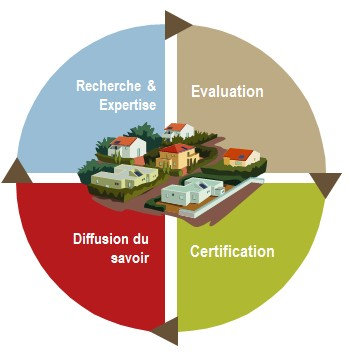 Recherche &
Expertise
Evaluation
Diffusion du
savoir
Certification